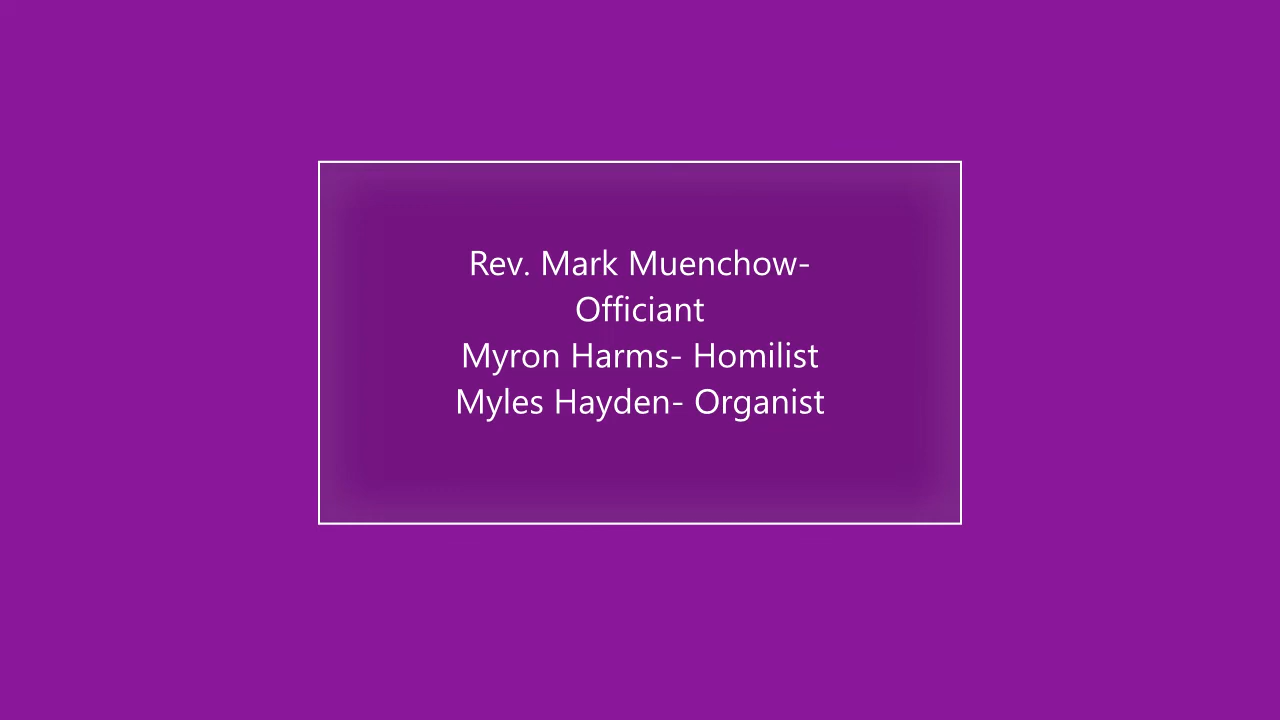 Rev. Mark Muenchow-
Officiant
Myron Harms- Homilist
Myles Hayden- Organist